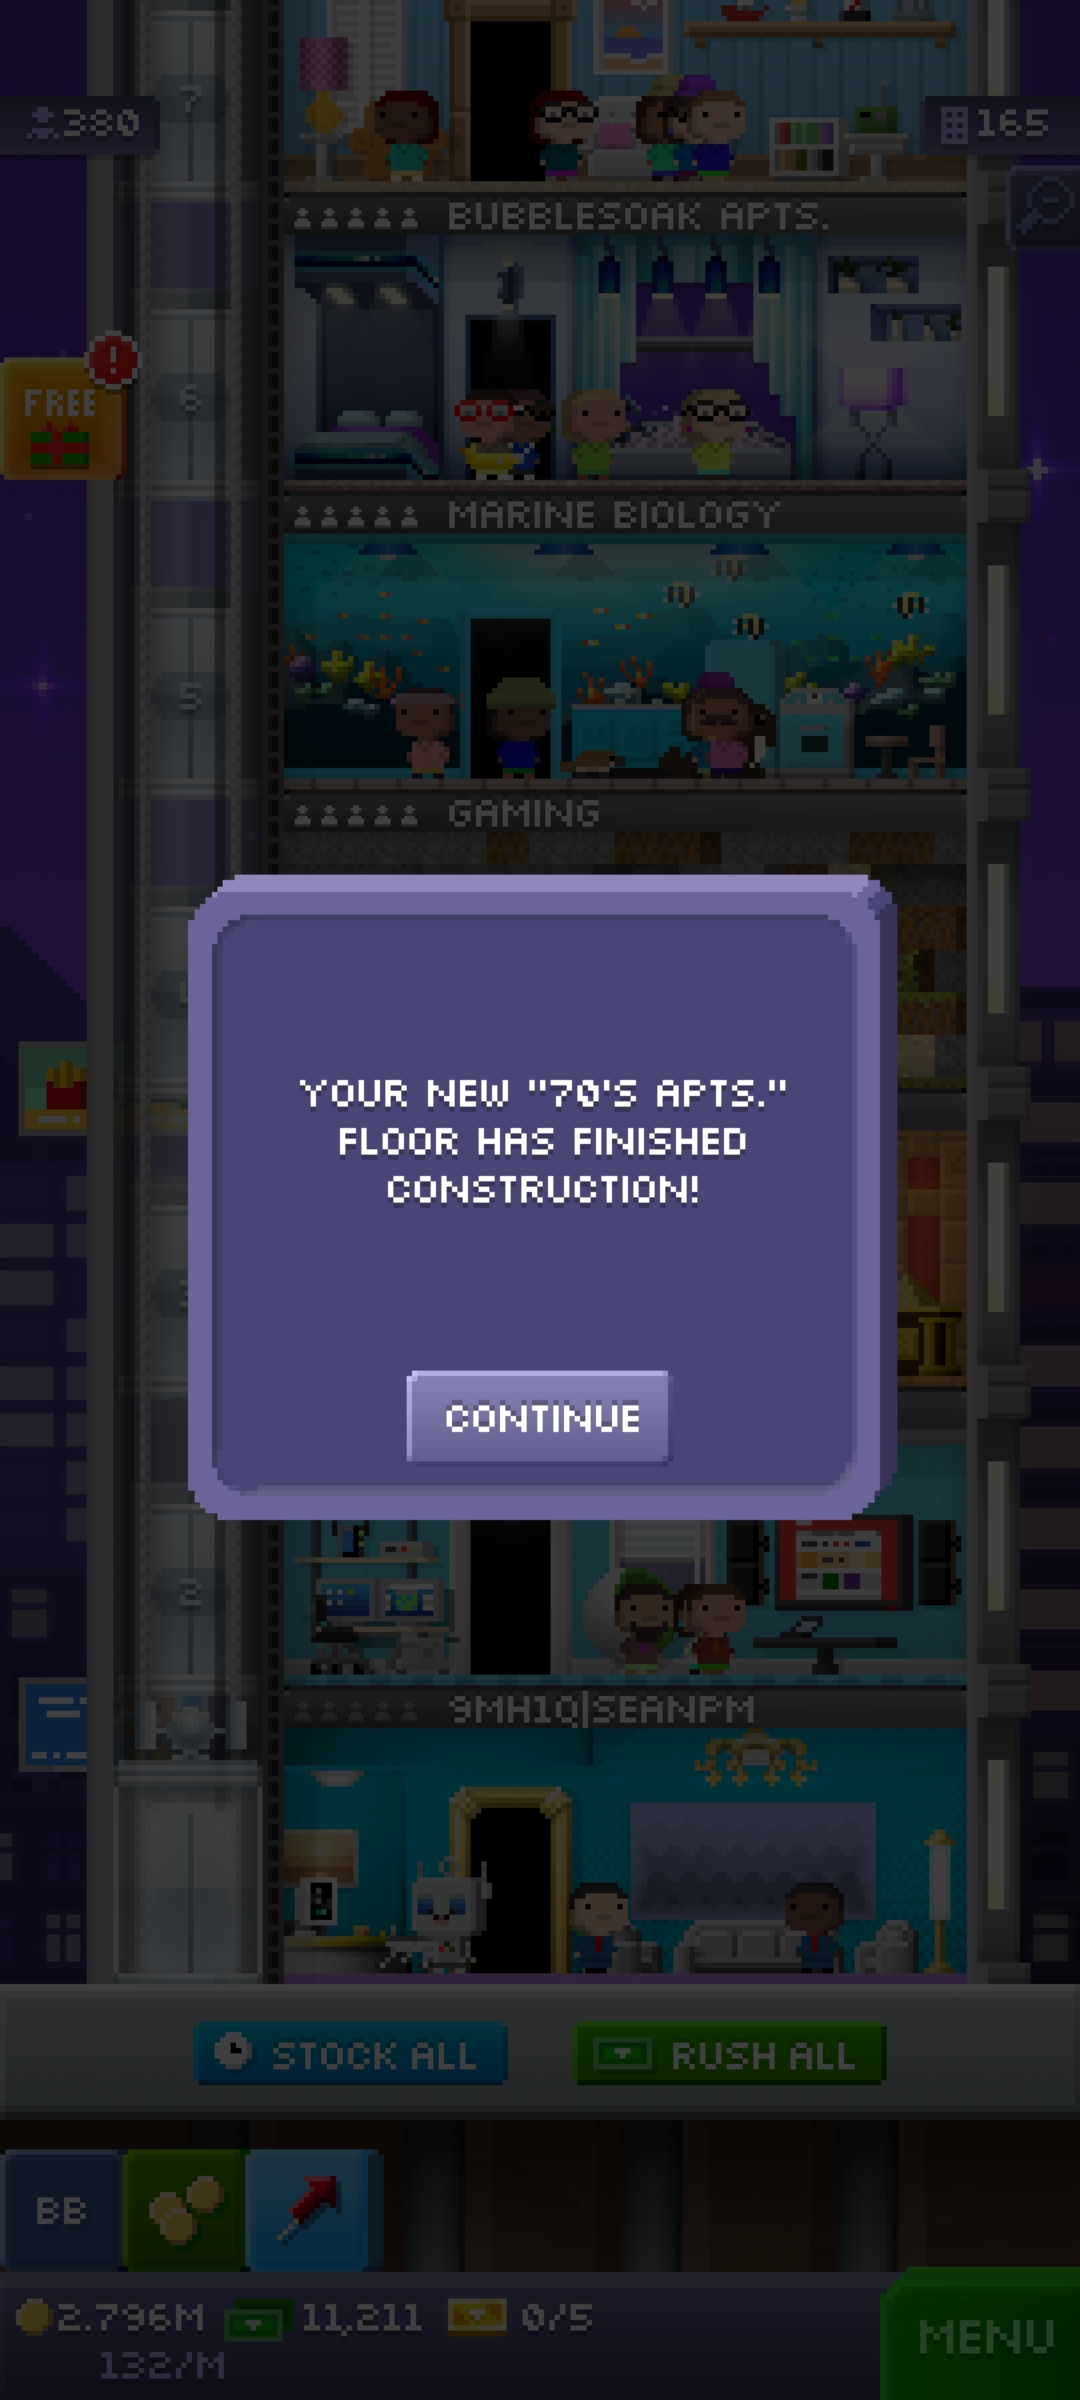 7
380
165
BUBBLESOAK APTS.
FREE
!
6
MARINE BIOLOGY
5
GAMING
YOUR NEW "70'S APTS."
FLOOR HAS FINISHED
CONSTRUCTION!
CONTINUE
2
9MH1Q|SEANPM
STOCK ALL
RUSH ALL
BB
2.796M
11,211
0/5
132/M
MENU